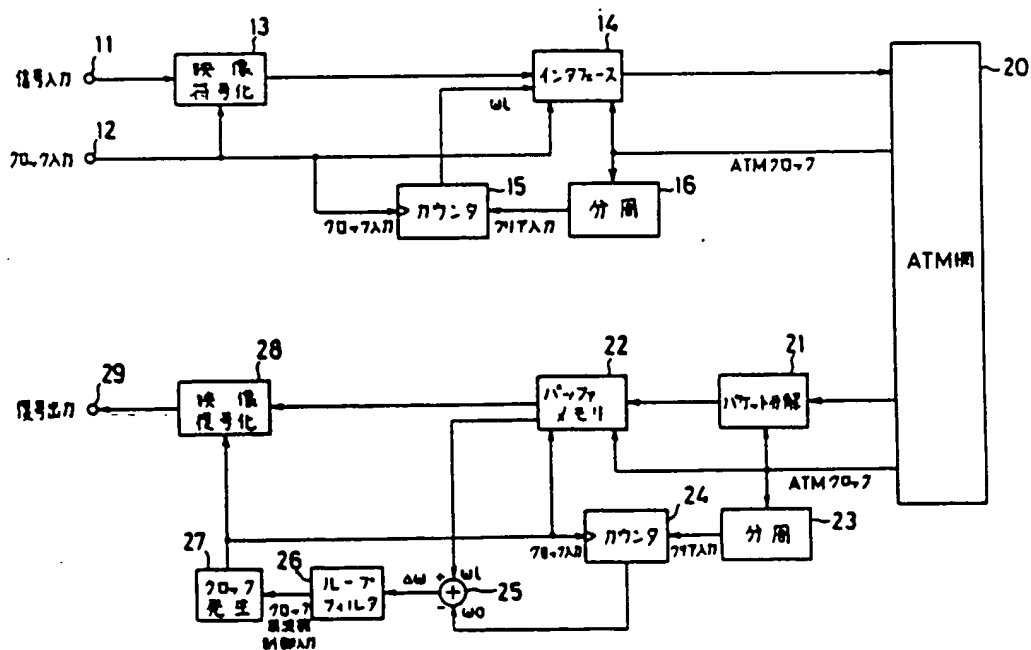 11
信号入力
13
映像
符号化
14
インタフェース
20
12
クロック入力
ωi
15
カウンタ
クロック入力
クリア入力
16
分周
ATMクロック
ATM網
29
復号出力
28
映像
復号化
22
バッファ
メモリ
21
パケット分解
ATMクロック
24
カウンタ
クロック入力
クリア入力
分周
23
27
クロック
発生
26
ループ
フィルタ
クロック
周波数
制御入力
Δω
+
ωi
25
-
ωo